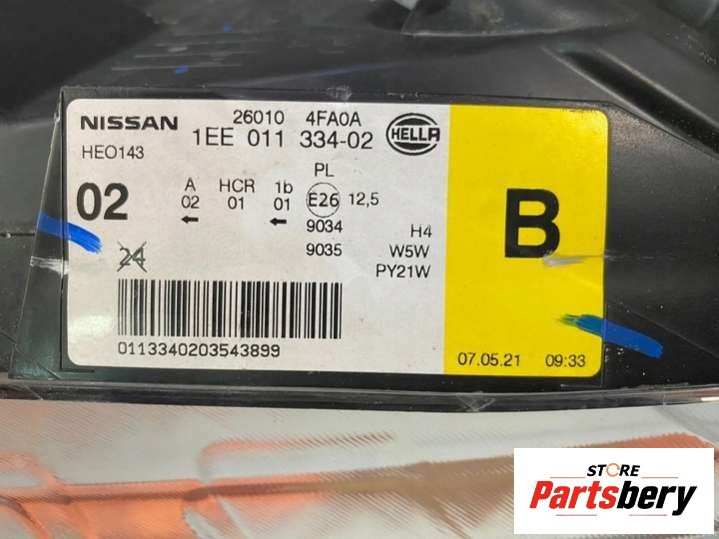 NISSAN 26010 4FA0A
1EE 011 334-02 HELLA
HEO143
PL
02 A HCR 1b E26 12,5
02 01 01
← ← 9034 H4
9035 W5W
24 PY21W
B
0113340203543899
07.05.21 09:33
STORE
Partsbery